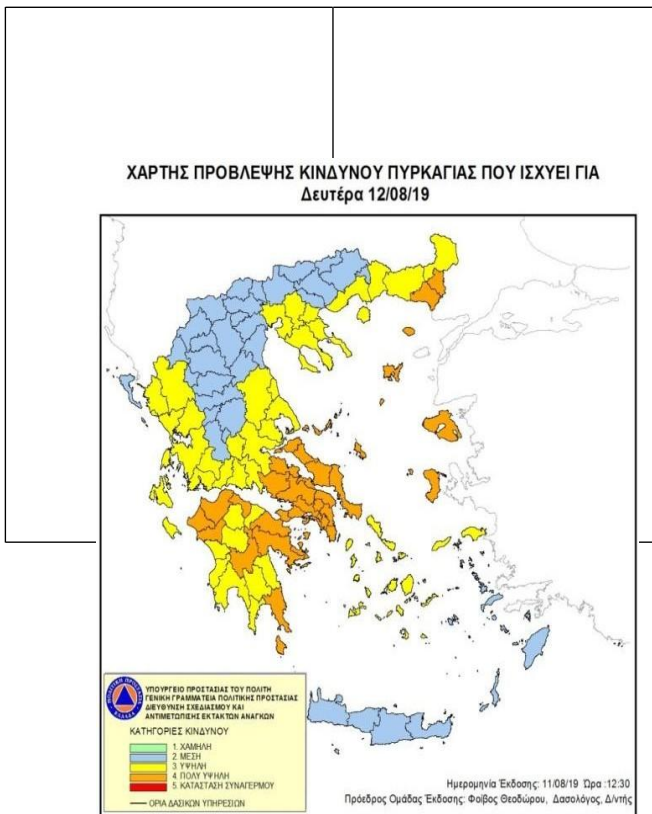 ΧΑΡΤΗΣ ΠΡΟΒΛΕΨΗΣ ΚΙΝΔΥΝΟΥ ΠΥΡΚΑΓΙΑΣ ΠΟΥ ΙΣΧΥΕΙ ΓΙΑ
Δευτέρα 12/08/19
ΥΠΟΥΡΓΕΙΟ ΠΡΟΣΤΑΣΙΑΣ ΤΟΥ ΠΟΛΙΤΗ
ΓΕΝΙΚΗ ΓΡΑΜΜΑΤΕΙΑ ΠΟΛΙΤΙΚΗΣ ΠΡΟΣΤΑΣΙΑΣ
ΔΙΕΥΘΥΝΣΗ ΣΧΕΔΙΑΣΜΟΥ ΚΑΙ
ΑΝΤΙΜΕΤΩΠΙΣΗΣ ΕΚΤΑΚΤΩΝ ΑΝΑΓΚΩΝ
ΚΑΤΗΓΟΡΙΕΣ ΚΙΝΔΥΝΟΥ
1. ΧΑΜΗΛΗ
2. ΜΕΣΗ
3. ΥΨΗΛΗ
4. ΠΟΛΥ ΥΨΗΛΗ
5. ΚΑΤΑΣΤΑΣΗ ΣΥΝΑΓΕΡΜΟΥ
ΟΡΙΑ ΔΑΣΙΚΩΝ ΥΠΗΡΕΣΙΩΝ
Ημερομηνία Έκδοσης: 11/08/19 Ώρα :12:30
Πρόεδρος Ομάδας Έκδοσης: Φοίβος Θεοδώρου, Δασολόγος, Δ/ντής